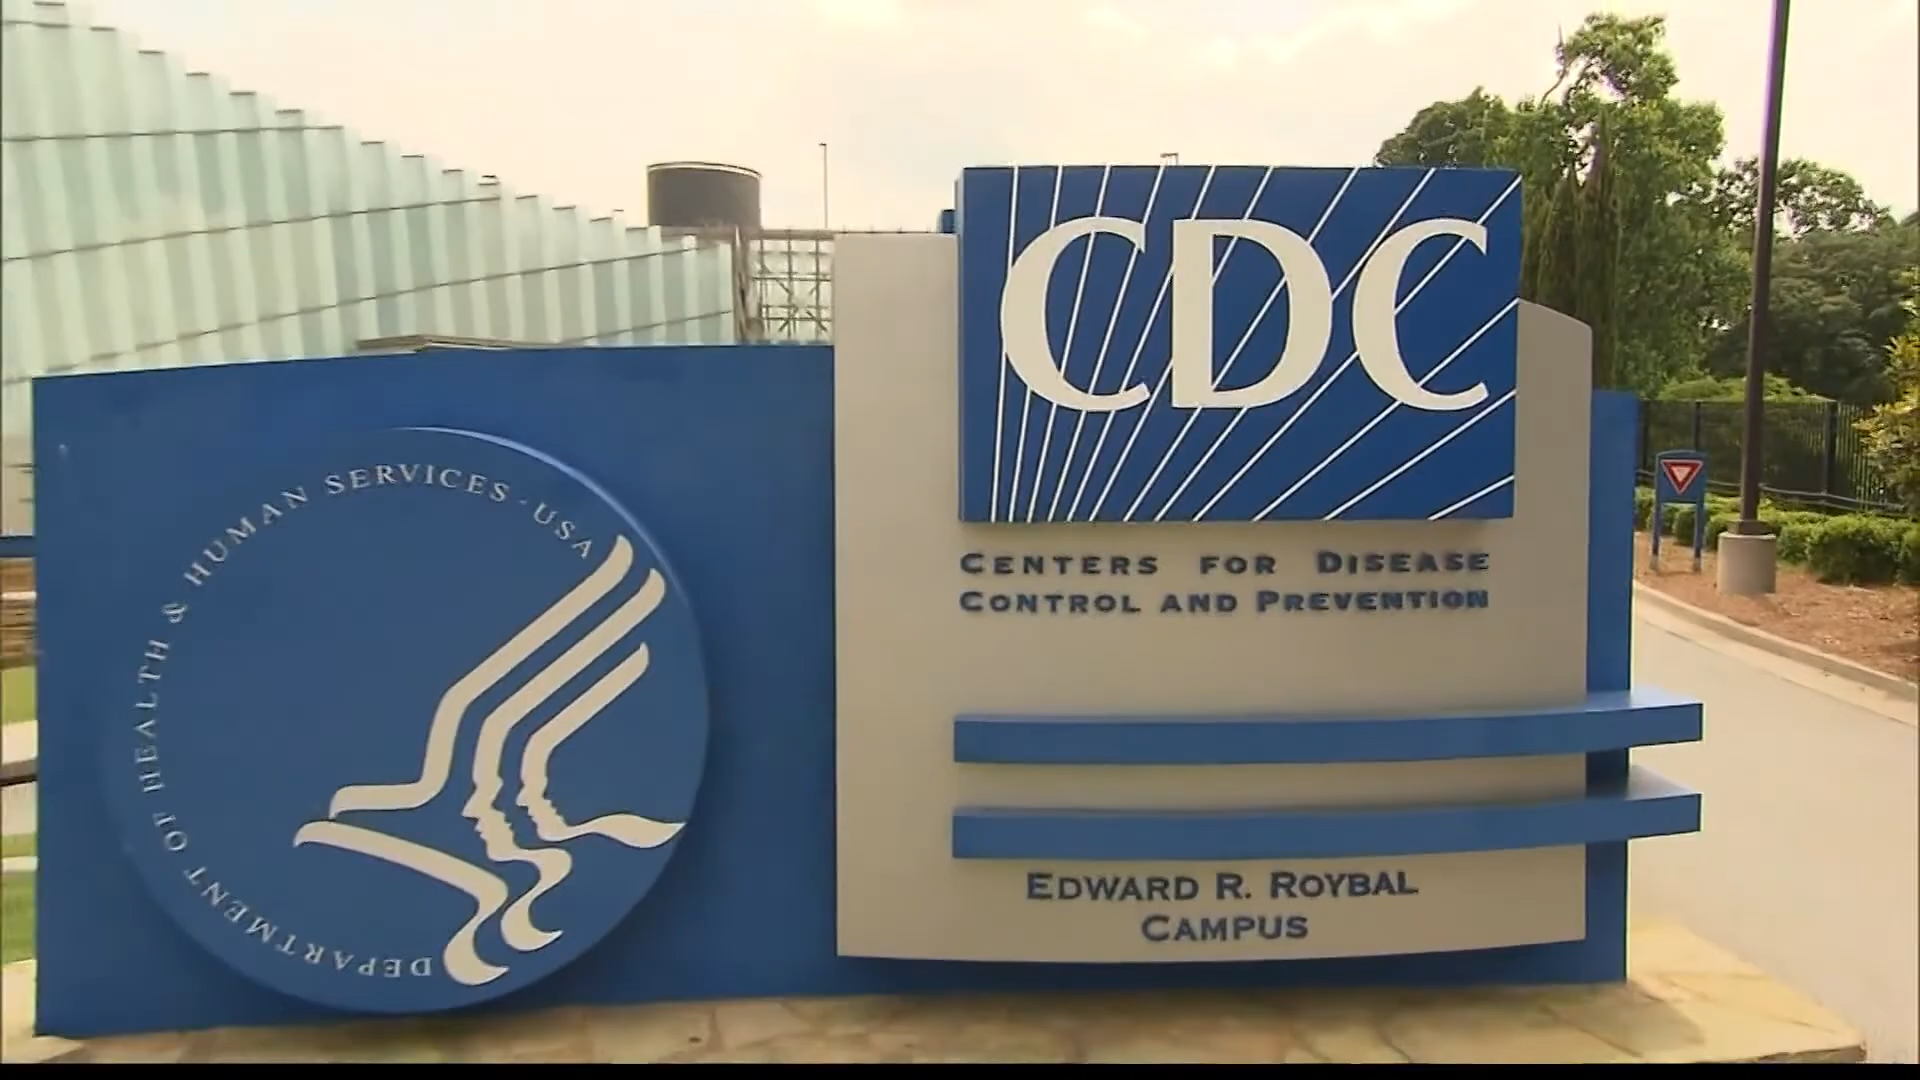 DEPARTMENT OF HEALTH & HUMAN SERVICES · USA
CDC
CENTERS FOR DISEASE
CONTROL AND PREVENTION
EDWARD R. ROYBAL
CAMPUS